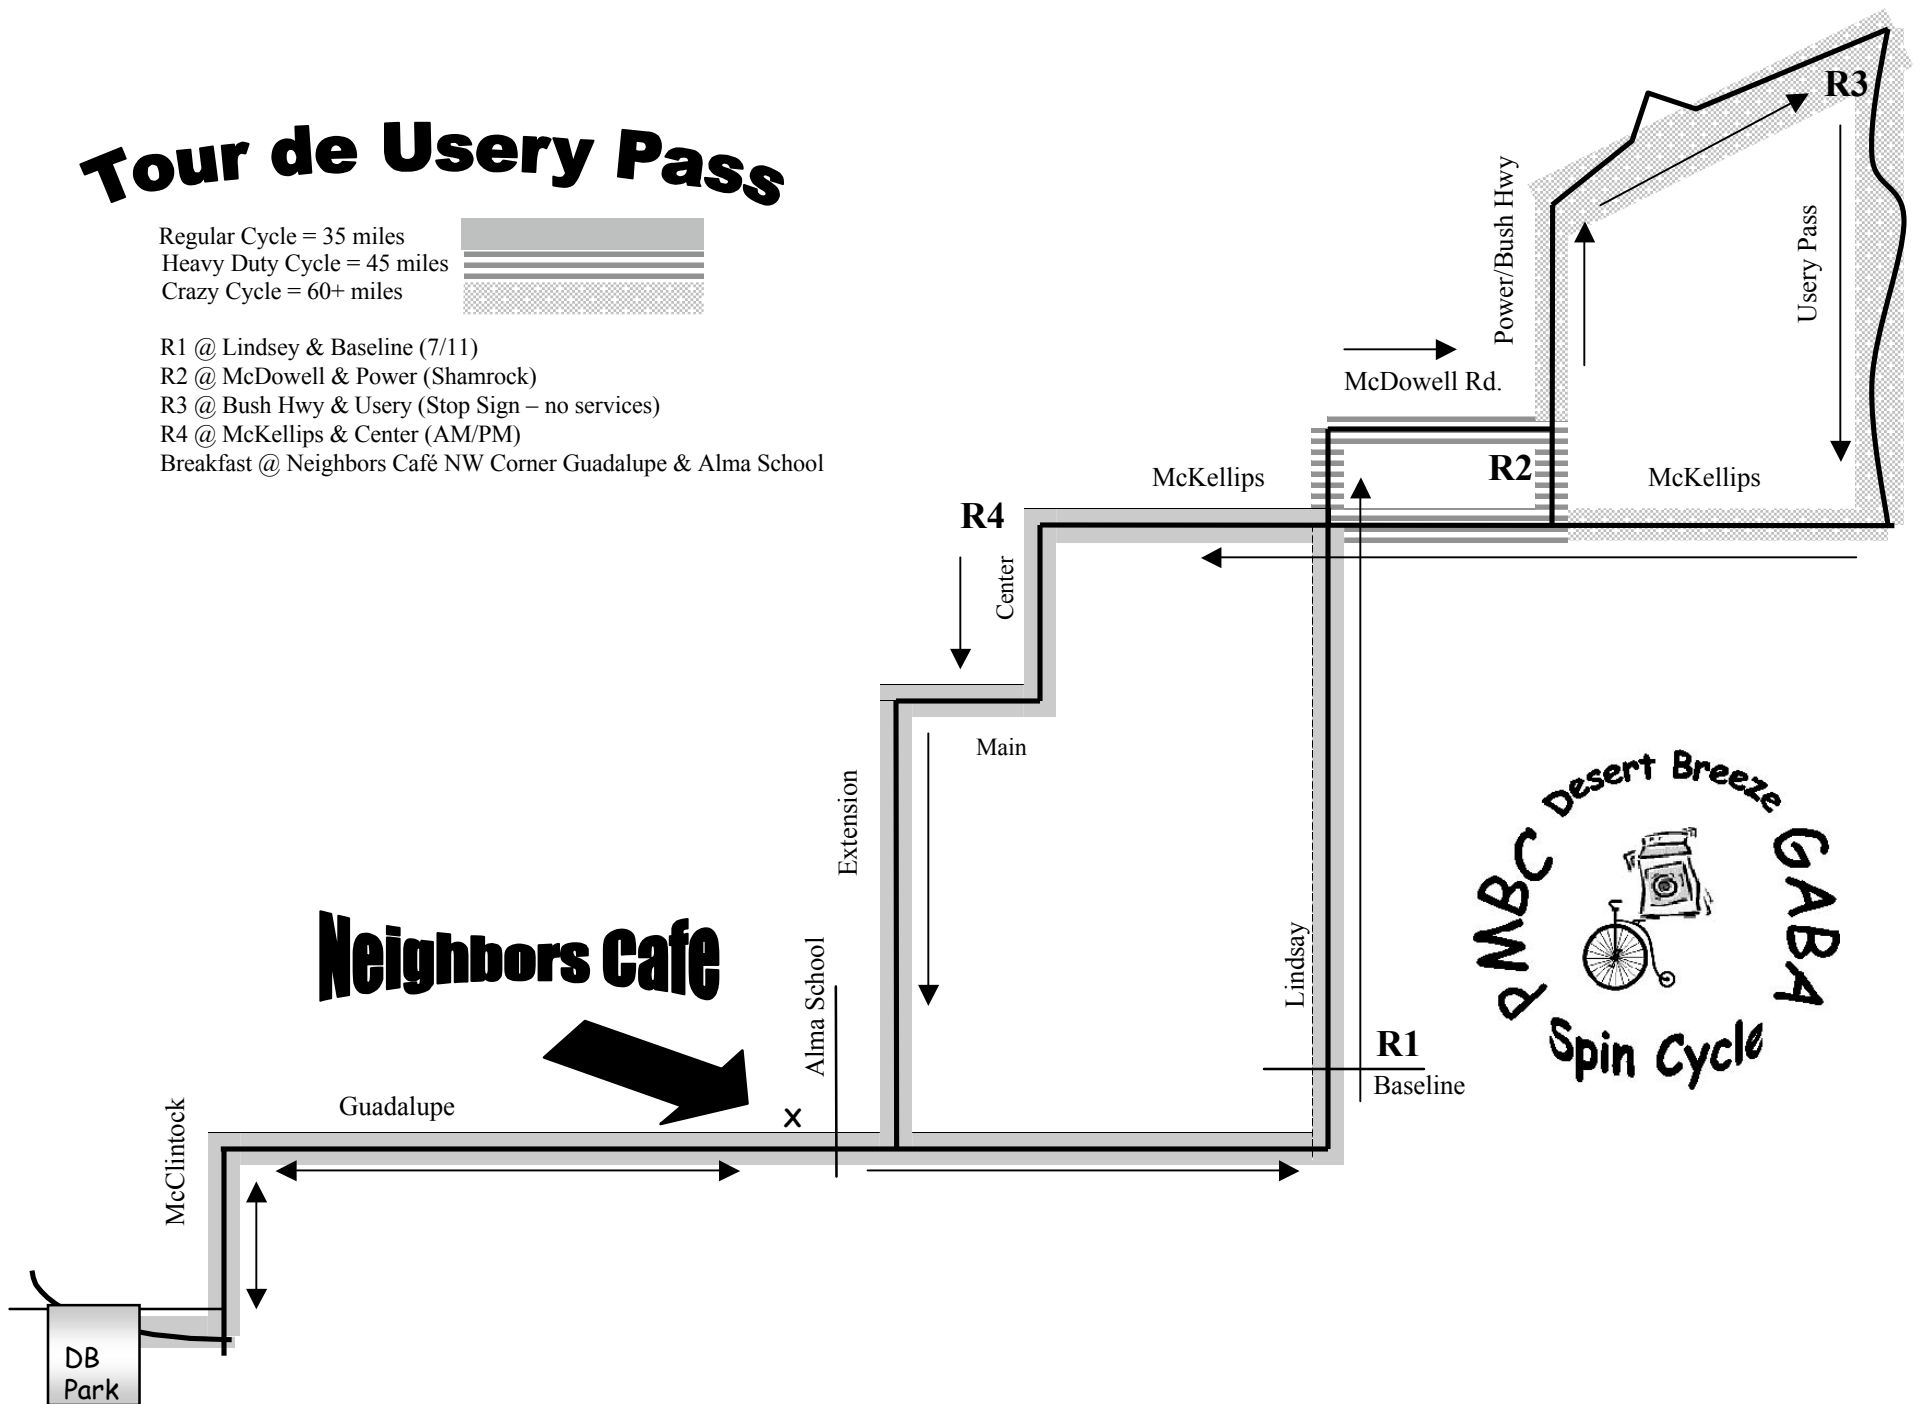 Tour de Usery Pass
Regular Cycle = 35 miles
Heavy Duty Cycle = 45 miles
Crazy Cycle = 60+ miles
R1 @ Lindsey & Baseline (7/11)
R2 @ McDowell & Power (Shamrock)
R3 @ Bush Hwy & Usery (Stop Sign – no services)
R4 @ McKellips & Center (AM/PM)
Breakfast @ Neighbors Café NW Corner Guadalupe & Alma School
R3
Power/Bush Hwy
Usery Pass
McDowell Rd.
McKellips
R2
McKellips
R4
Center
Main
Extension
Neighbors Cafe
Alma School
Lindsay
R1
Baseline
Guadalupe
x
McClintock
DB
Park
Desert Breeze
PMBC
GABA
Spin Cycle